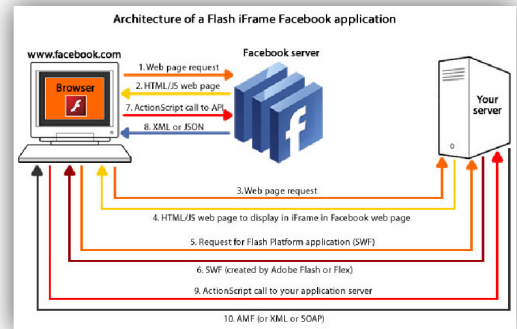 Architecture of a Flash iFrame Facebook application
www.facebook.com
Facebook server
Browser
1. Web page request
2. HTML/JS web page
7. ActionScript call to API
8. XML or JSON
f
Your
server
3. Web page request
4. HTML/JS web page to display in iFrame in Facebook web page
5. Request for Flash Platform application (SWF)
6. SWF (created by Adobe Flash or Flex)
9. ActionScript call to your application server
10. AMF (or XML or SOAP)